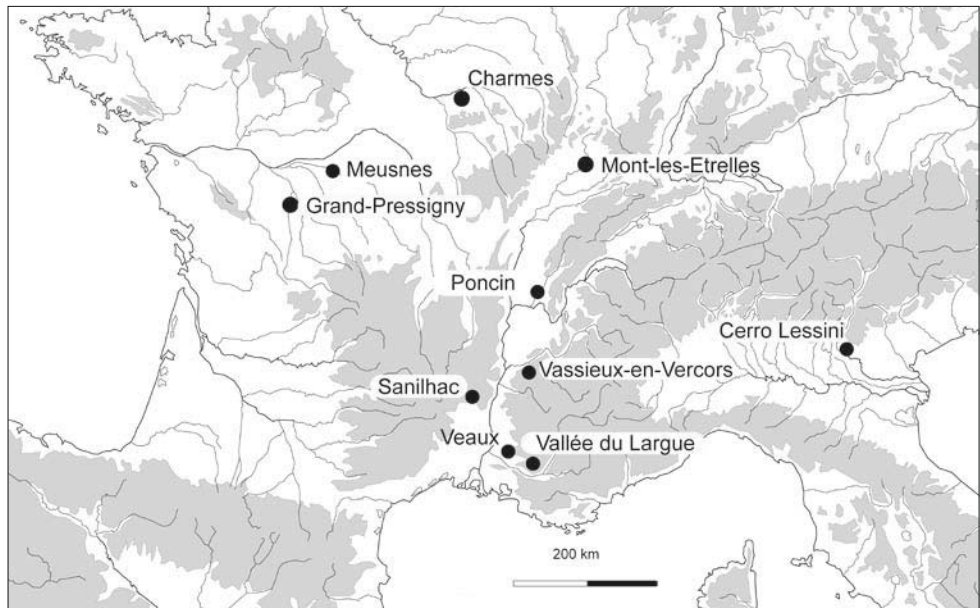 Charmes
Meusnes
Mont-les-Etrelles
Grand-Pressigny
Poncin
Cerro Lessini
Vassieux-en-Vercors
Sanilhac
Veaux
Vallée du Largue
200 km